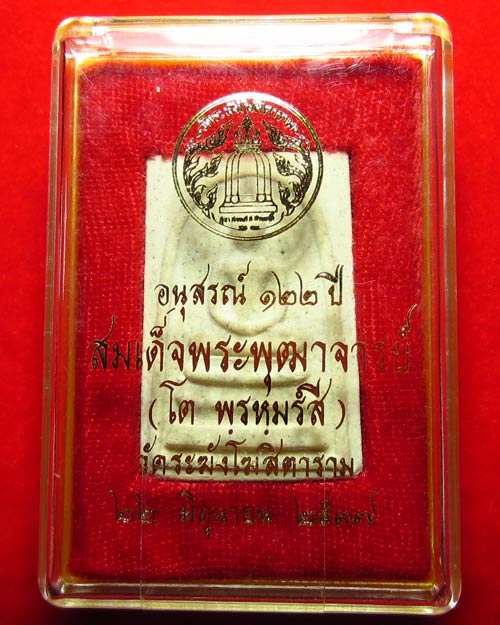 อนุสรณ์ ๑๒๒ ปี
สมเด็จพระพุฒาจารย์
(โต พฺรหฺมรํสี)
วัดระฆังโฆสิตาราม
๒๒ มิถุนายน ๒๕๓๗